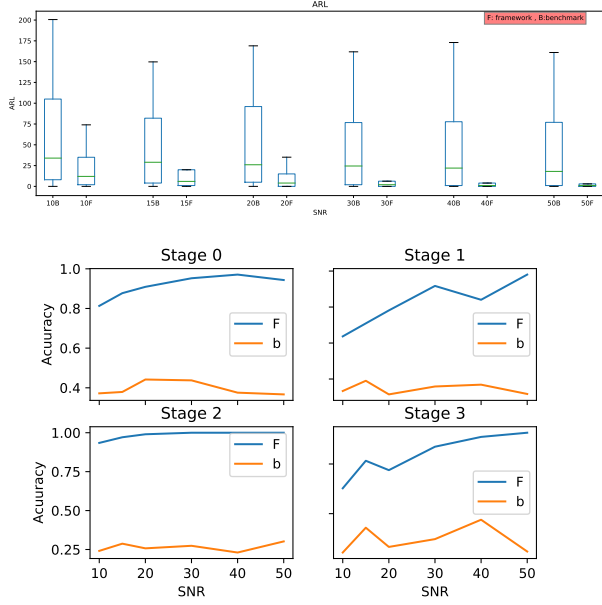 ARL
F: framework , B:benchmark
200
175
150
125
100
75
50
25
0
ARL
10B 10F 15B 15F 20B 20F 30B 30F 40B 40F 50B 50F
SNR
Stage 0 Stage 1
1.0
0.8
0.6
0.4
Acuuracy
F
b
F
b
Stage 2 Stage 3
1.00
0.75
0.50
0.25
Acuuracy
F
b
F
b
10 20 30 40 50 10 20 30 40 50
SNR SNR